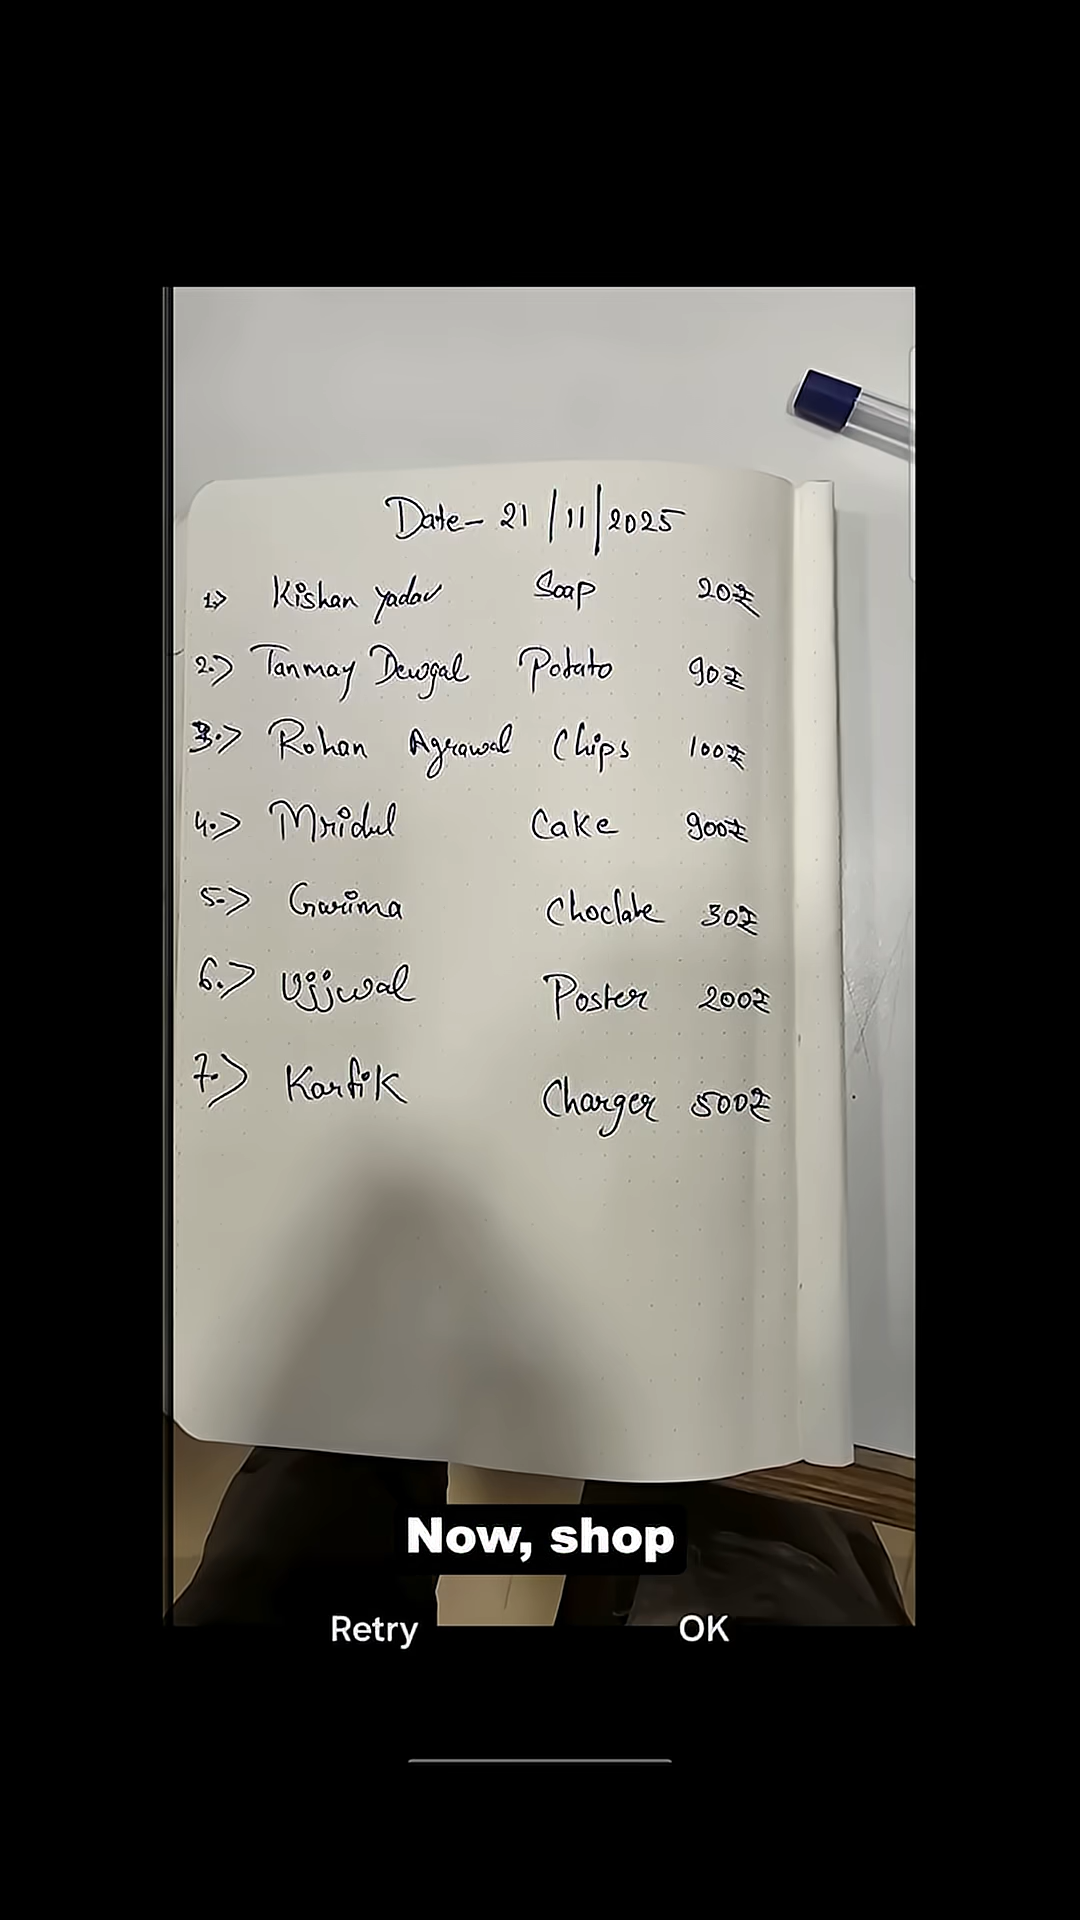 Date- 21/11/2025
1.> Kishan yadav Soap 20₹
2.> Tanmay Dewgal Potato 90₹
3.> Rohan Agrawal Chips 100₹
4.> Mridul Cake 900₹
5.> Garima Choclate 30₹
6.> Ujjwal Poster 200₹
7.> Kartik Charger 500₹
Now, shop
Retry OK